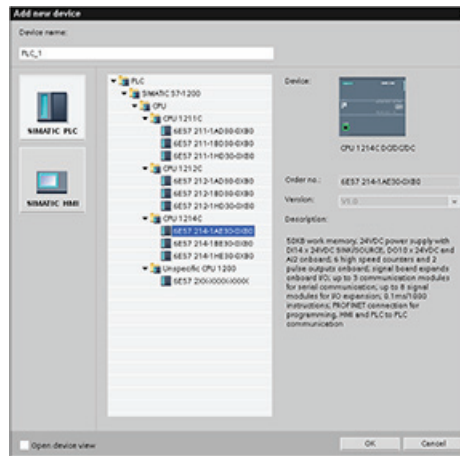 Add new device
Device name:
PLC_1
SIMATIC PLC
SIMATIC HMI
PLC
SIMATIC S7-1200
CPU
CPU 1211C
6ES7 211-1AD30-0XB0
6ES7 211-1BD30-0XB0
6ES7 211-1HD30-0XB0
CPU 1212C
6ES7 212-1AD30-0XB0
6ES7 212-1BD30-0XB0
6ES7 212-1HD30-0XB0
CPU 1214C
6ES7 214-1AE30-0XB0
6ES7 214-1BE30-0XB0
6ES7 214-1HE30-0XB0
Unspecific CPU 1200
6ES7 2XX-XXXXX-XXXX
Device:
CPU 1214C DC/DC/DC
Order no.: 6ES7 214-1AE30-0XB0
Version: V1.0
Description:
50KB work memory; 24VDC power supply with
DI14 x 24VDC SINK/SOURCE, DO10 x 24VDC and
AI2 onboard; 6 high speed counters and 2
pulse outputs onboard; signal board expands
onboard I/O; up to 3 communication modules
for serial communication; up to 8 signal
modules for I/O expansion; 0.1ms/1000
instructions; PROFINET connection for
programming, HMI and PLC to PLC
communication
Open device view
OK
Cancel